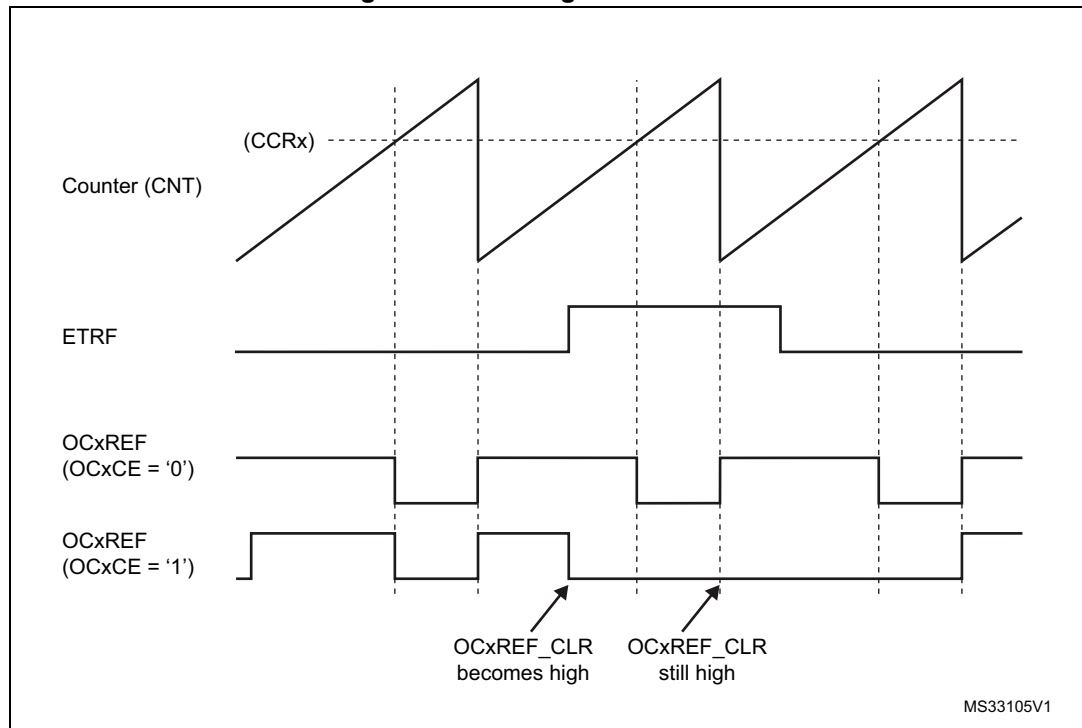 (CCRx)
Counter (CNT)
ETRF
OCxREF
(OCxCE = ‘0’)
OCxREF
(OCxCE = ‘1’)
OCxREF_CLR
becomes high
OCxREF_CLR
still high
MS33105V1